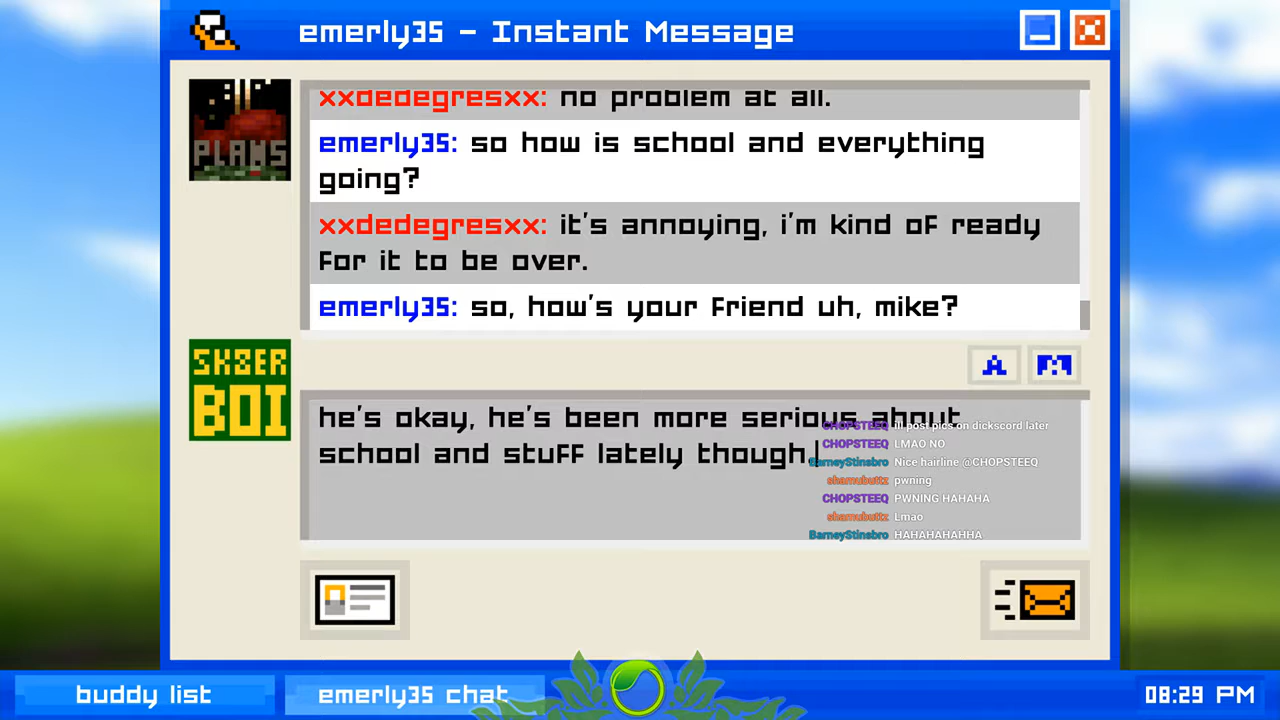 emerly35 - Instant Message
PLANS
xxdedegresxx: no problem at all.
emerly35: so how is school and everything
going?
xxdedegresxx: it's annoying, i'm kind of ready
for it to be over.
emerly35: so, how's your friend uh, mike?
SK8ER
BOI
A
he's okay, he's been more serious about
school and stuff lately though.
CHOPSTEEQ ill post pics on dickscord later
CHOPSTEEQ LMAO NO
BarneyStinsbro Nice hairline @CHOPSTEEQ
shamubuttz pwning
CHOPSTEEQ PWNING HAHAHA
shamubuttz Lmao
BarneyStinsbro HAHAHAHAHHA
buddy list
emerly35 chat
08:29 PM